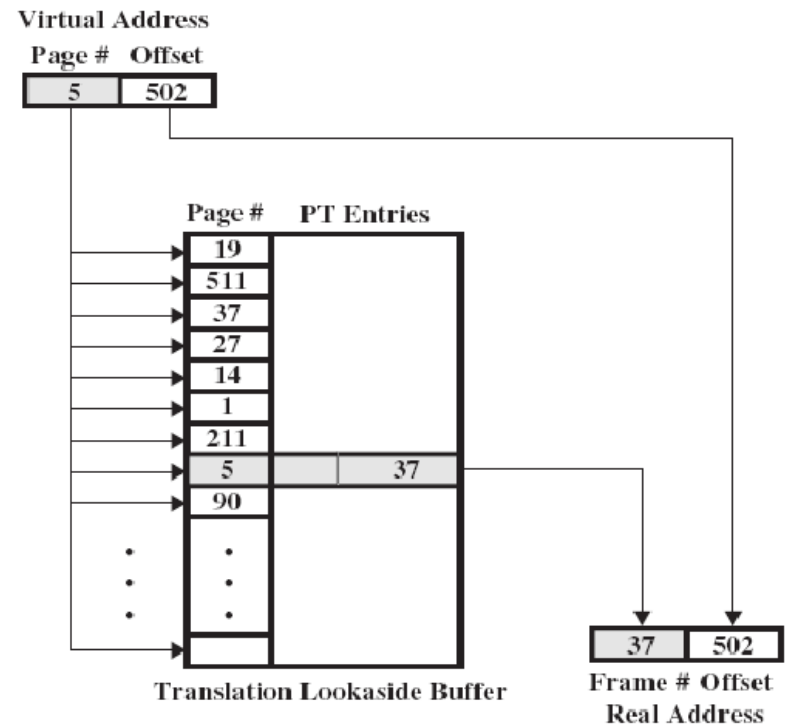 Virtual Address
Page # Offset
5 502
Page # PT Entries
19
511
37
27
14
1
211
5 37
90
37 502
Translation Lookaside Buffer
Frame # Offset
Real Address